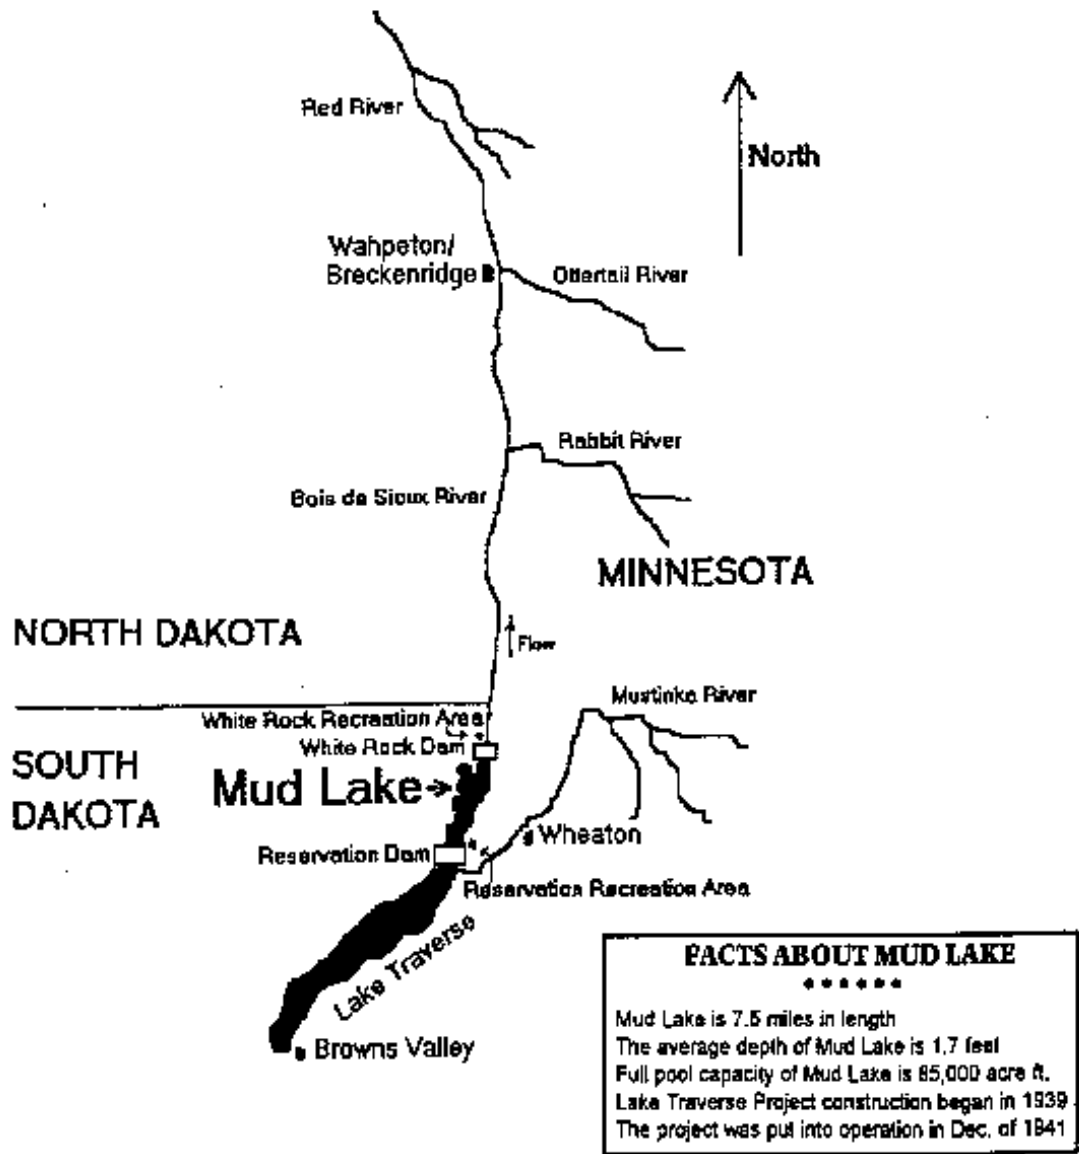 Red River
North
Wahpeton/
Breckenridge
Ottertail River
Rabbit River
Bois de Sioux River
MINNESOTA
NORTH DAKOTA
Flow
Mustinka River
White Rock Recreation Area
White Rock Dam
SOUTH
DAKOTA
Mud Lake
Wheaton
Reservation Dam
Reservation Recreation Area
Lake Traverse
Browns Valley
FACTS ABOUT MUD LAKE
Mud Lake is 7.5 miles in length
The average depth of Mud Lake is 1.7 feet
Full pool capacity of Mud Lake is 85,000 acre ft.
Lake Traverse Project construction began in 1939
The project was put into operation in Dec. of 1941